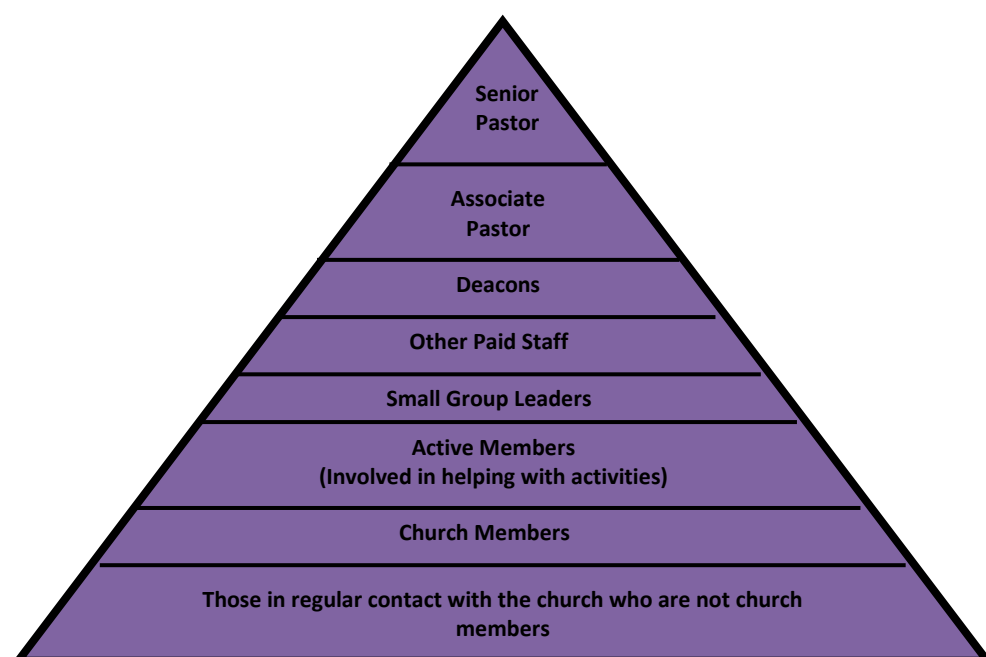 Senior
Pastor
Associate
Pastor
Deacons
Other Paid Staff
Small Group Leaders
Active Members
(Involved in helping with activities)
Church Members
Those in regular contact with the church who are not church
members